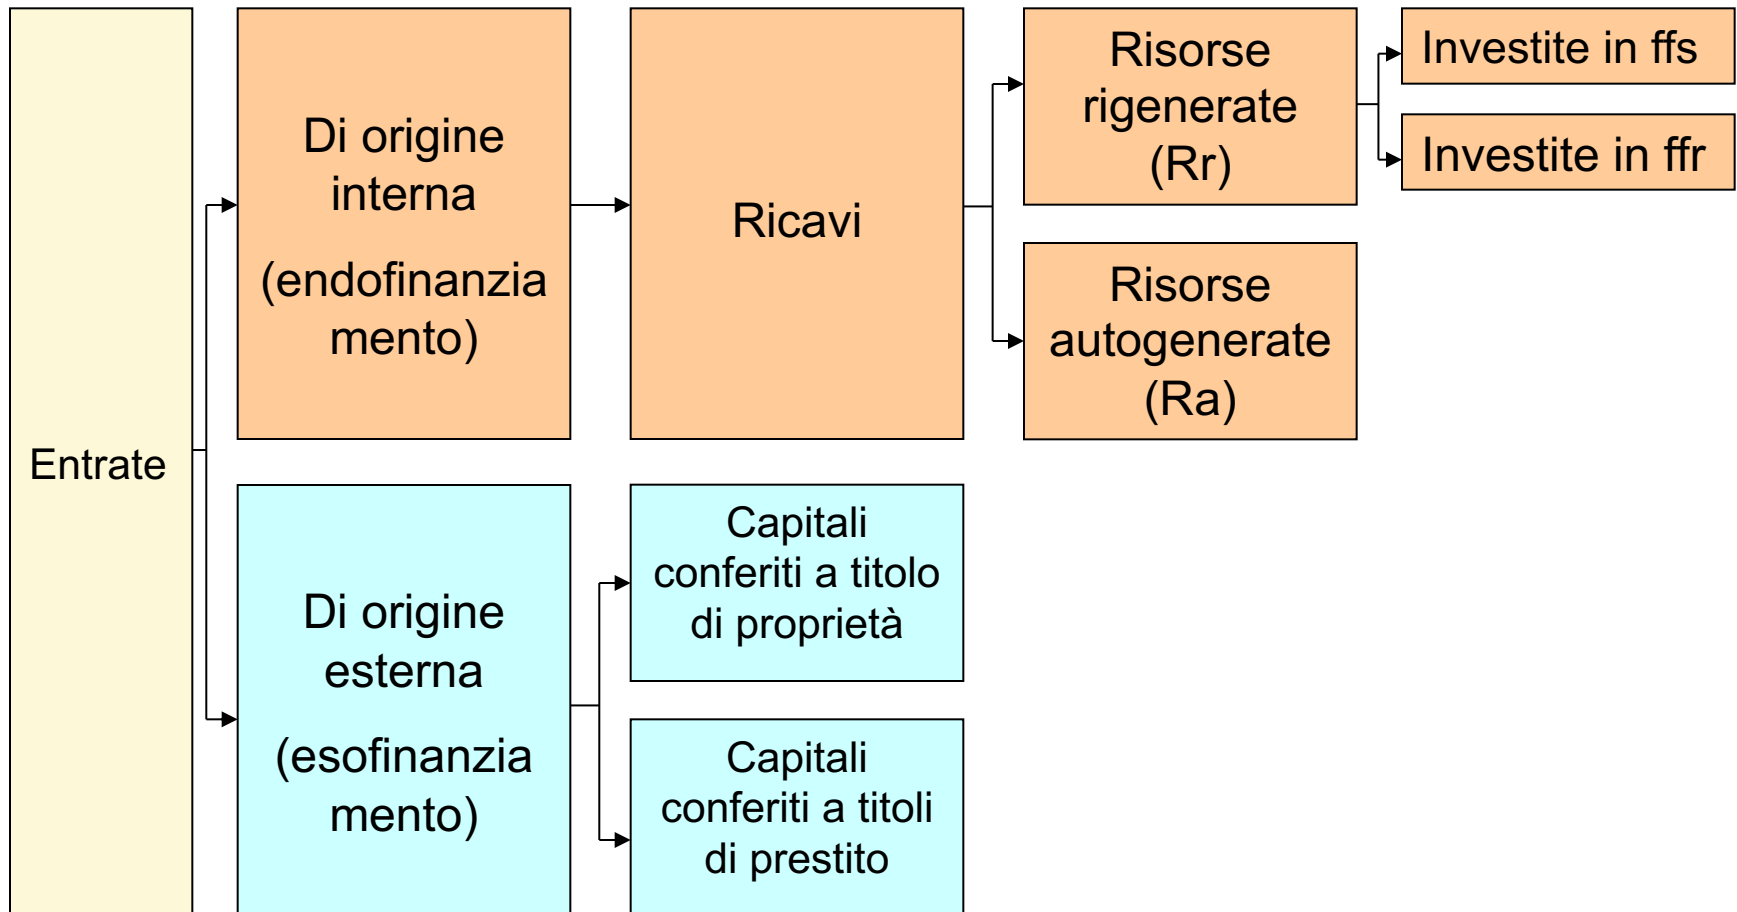 Entrate
Di origine
interna
(endofinanzia
mento)
Ricavi
Risorse
rigenerate
(Rr)
Investite in ffs
Investite in ffr
Risorse
autogenerate
(Ra)
Di origine
esterna
(esofinanzia
mento)
Capitali
conferiti a titolo
di proprietà
Capitali
conferiti a titoli
di prestito